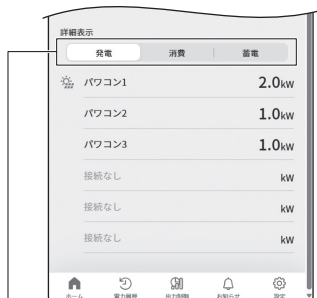 詳細表示
発電 消費 蓄電
パワコン1 2.0kW
パワコン2 1.0kW
パワコン3 1.0kW
接続なし kW
接続なし kW
接続なし kW
ホーム 電力履歴 出力制御 お知らせ 設定